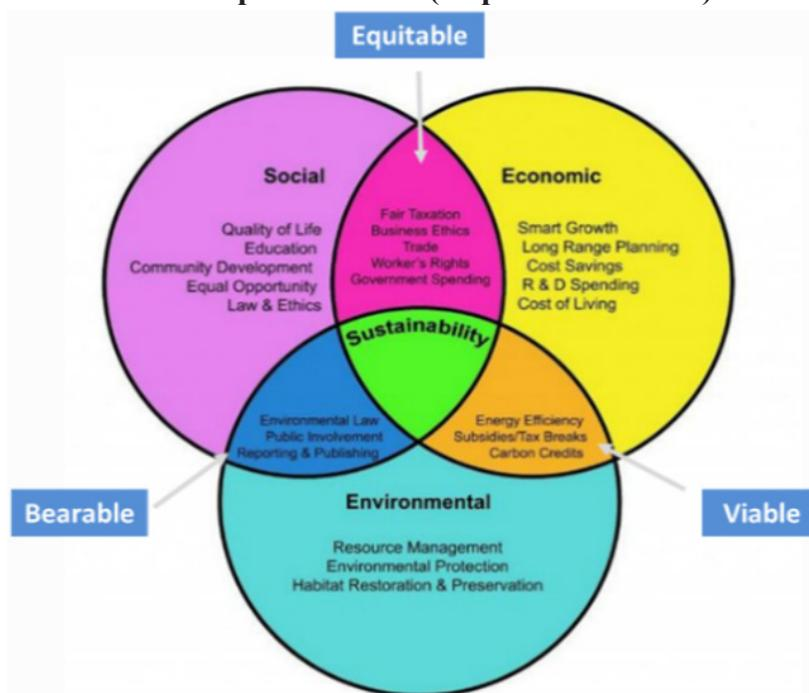 Equitable
Social
Economic
Fair Taxation
Business Ethics
Trade
Worker's Rights
Government Spending
Quality of Life
Education
Community Development
Equal Opportunity
Law & Ethics
Smart Growth
Long Range Planning
Cost Savings
R & D Spending
Cost of Living
Sustainability
Environmental Law
Public Involvement
Reporting & Publishing
Energy Efficiency
Subsidies/Tax Breaks
Carbon Credits
Bearable
Viable
Environmental
Resource Management
Environmental Protection
Habitat Restoration & Preservation